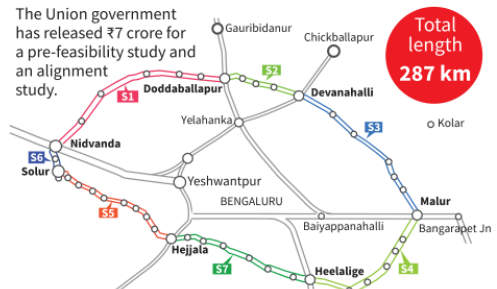 The Union government
has released ₹7 crore for
a pre-feasibility study and
an alignment
study.
Total
length
287 km
Gauribidanur
Chickballapur
S2
S1
Doddaballapur
Devanahalli
Yelahanka
S3
Kolar
Nidvanda
S6
Solur
Yeshwantpur
S5
BENGALURU
Malur
Baiyappanahalli
Bangarapet Jn
Hejjala
S7
Heelalige
S4